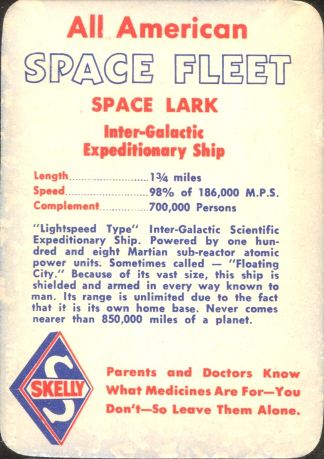 All American
SPACE FLEET
SPACE LARK
Inter-Galactic
Expeditionary Ship
Length..................1¾ miles
Speed..................98% of 186,000 M.P.S.
Complement..................700,000 Persons
"Lightspeed Type" Inter-Galactic Scientific
Expeditionary Ship. Powered by one hun-
dred and eight Martian sub-reactor atomic
power units. Sometimes called — "Floating
City." Because of its vast size, this ship is
shielded and armed in every way known to
man. Its range is unlimited due to the fact
that it is its own home base. Never comes
nearer than 850,000 miles of a planet.
S
SKELLY
Parents and Doctors Know
What Medicines Are For—You
Don't—So Leave Them Alone.